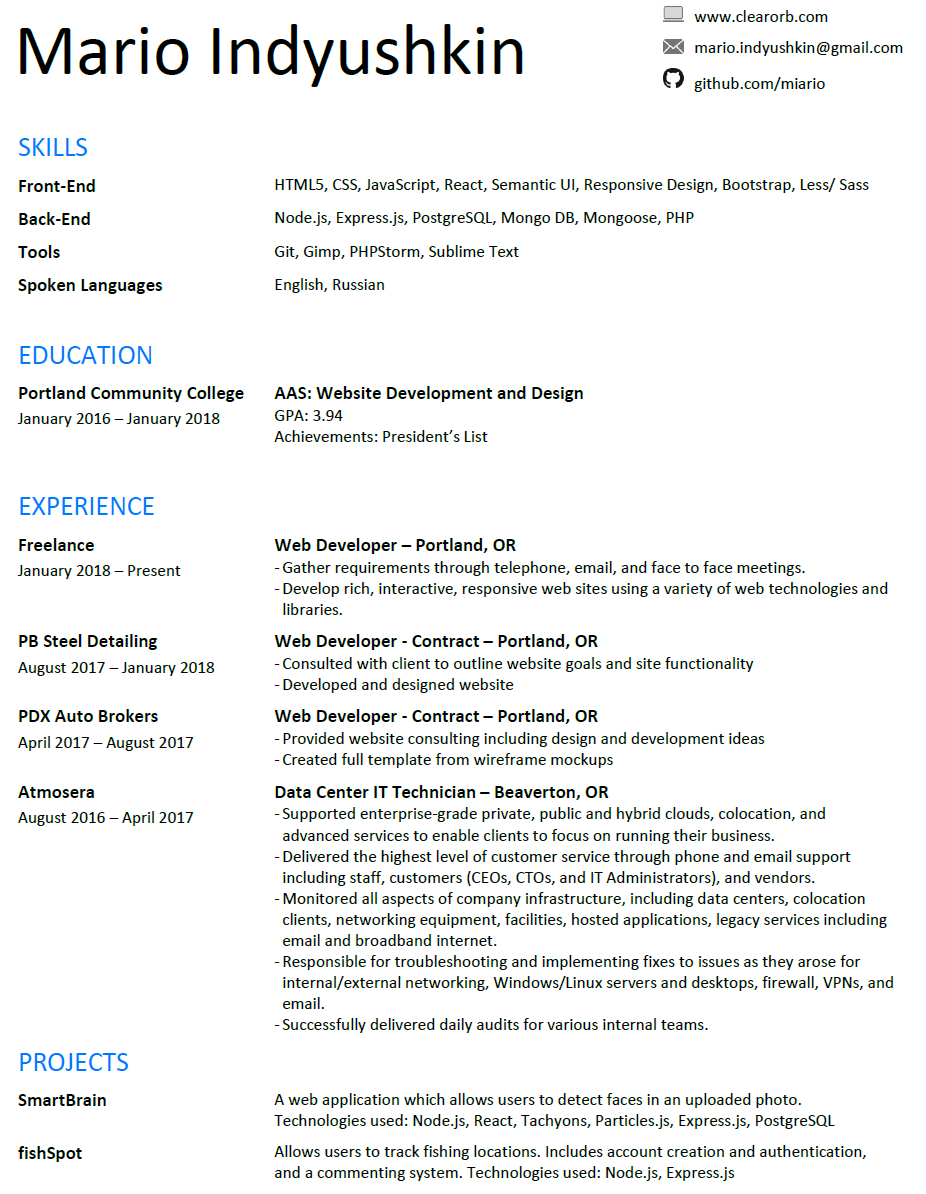 Mario Indyushkin
www.clearorb.com
mario.indyushkin@gmail.com
github.com/miario
SKILLS
Front-End HTML5, CSS, JavaScript, React, Semantic UI, Responsive Design, Bootstrap, Less/ Sass
Back-End Node.js, Express.js, PostgreSQL, Mongo DB, Mongoose, PHP
Tools Git, Gimp, PHPStorm, Sublime Text
Spoken Languages English, Russian
EDUCATION
Portland Community College AAS: Website Development and Design
January 2016 – January 2018 GPA: 3.94
Achievements: President’s List
EXPERIENCE
Freelance Web Developer – Portland, OR
January 2018 – Present - Gather requirements through telephone, email, and face to face meetings.
- Develop rich, interactive, responsive web sites using a variety of web technologies and
libraries.
PB Steel Detailing Web Developer - Contract – Portland, OR
August 2017 – January 2018 - Consulted with client to outline website goals and site functionality
- Developed and designed website
PDX Auto Brokers Web Developer - Contract – Portland, OR
April 2017 – August 2017 - Provided website consulting including design and development ideas
- Created full template from wireframe mockups
Atmosera Data Center IT Technician – Beaverton, OR
August 2016 – April 2017 - Supported enterprise-grade private, public and hybrid clouds, colocation, and
advanced services to enable clients to focus on running their business.
- Delivered the highest level of customer service through phone and email support
including staff, customers (CEOs, CTOs, and IT Administrators), and vendors.
- Monitored all aspects of company infrastructure, including data centers, colocation
clients, networking equipment, facilities, hosted applications, legacy services including
email and broadband internet.
- Responsible for troubleshooting and implementing fixes to issues as they arose for
internal/external networking, Windows/Linux servers and desktops, firewall, VPNs, and
email.
- Successfully delivered daily audits for various internal teams.
PROJECTS
SmartBrain A web application which allows users to detect faces in an uploaded photo.
Technologies used: Node.js, React, Tachyons, Particles.js, Express.js, PostgreSQL
fishSpot Allows users to track fishing locations. Includes account creation and authentication,
and a commenting system. Technologies used: Node.js, Express.js